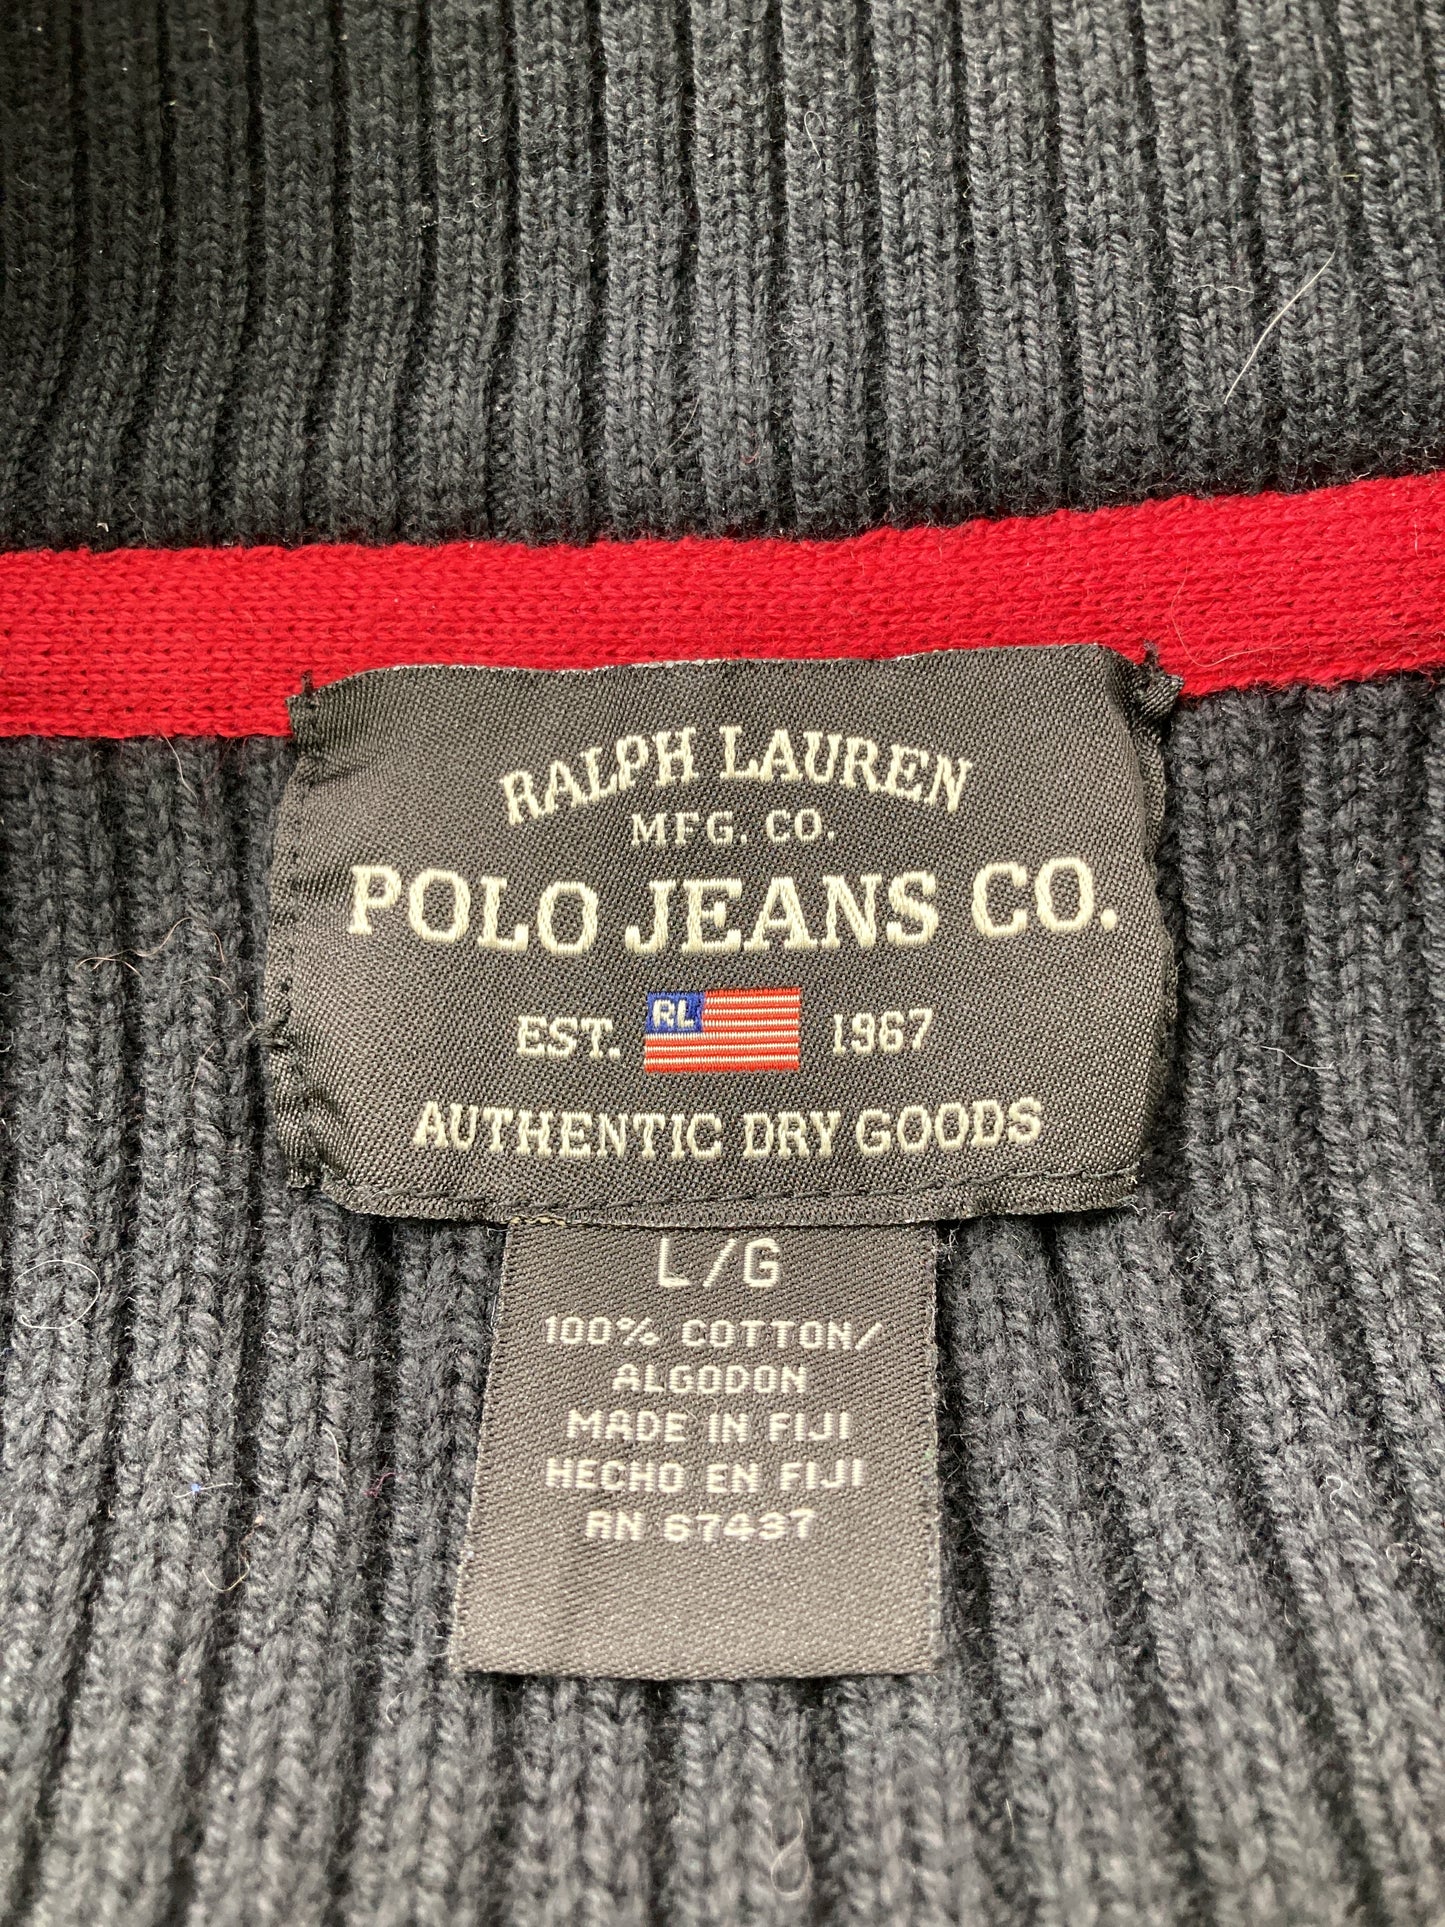 RALPH LAUREN
MFG. CO.
POLO JEANS CO.
EST. RL 1967
AUTHENTIC DRY GOODS
L/G
100% COTTON/
ALGODON
MADE IN FIJI
HECHO EN FIJI
RN 67437